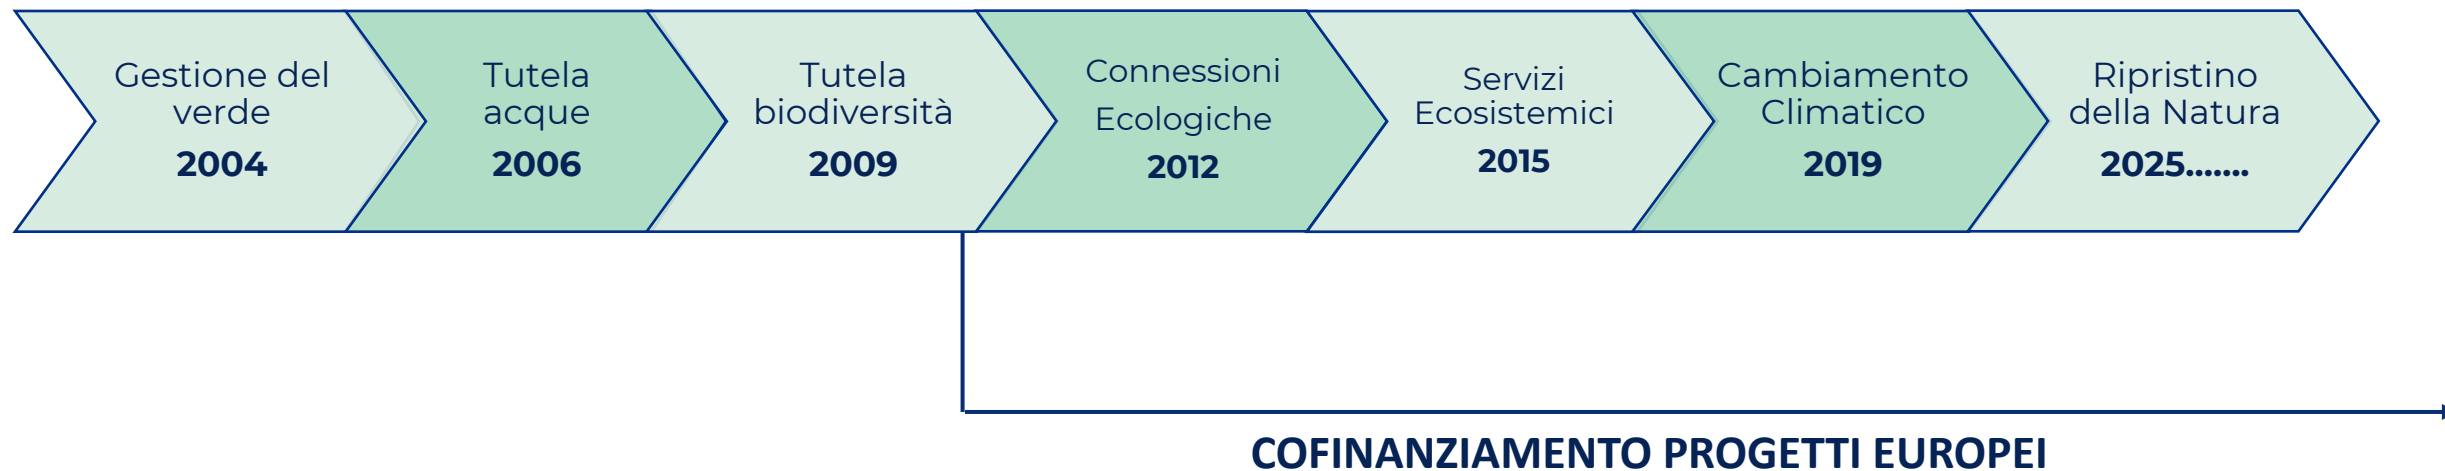 Gestione del
verde
2004
Tutela
acque
2006
Tutela
biodiversità
2009
Connessioni
Ecologiche
2012
Servizi
Ecosistemici
2015
Cambiamento
Climatico
2019
Ripristino
della Natura
2025.......
COFINANZIAMENTO PROGETTI EUROPEI